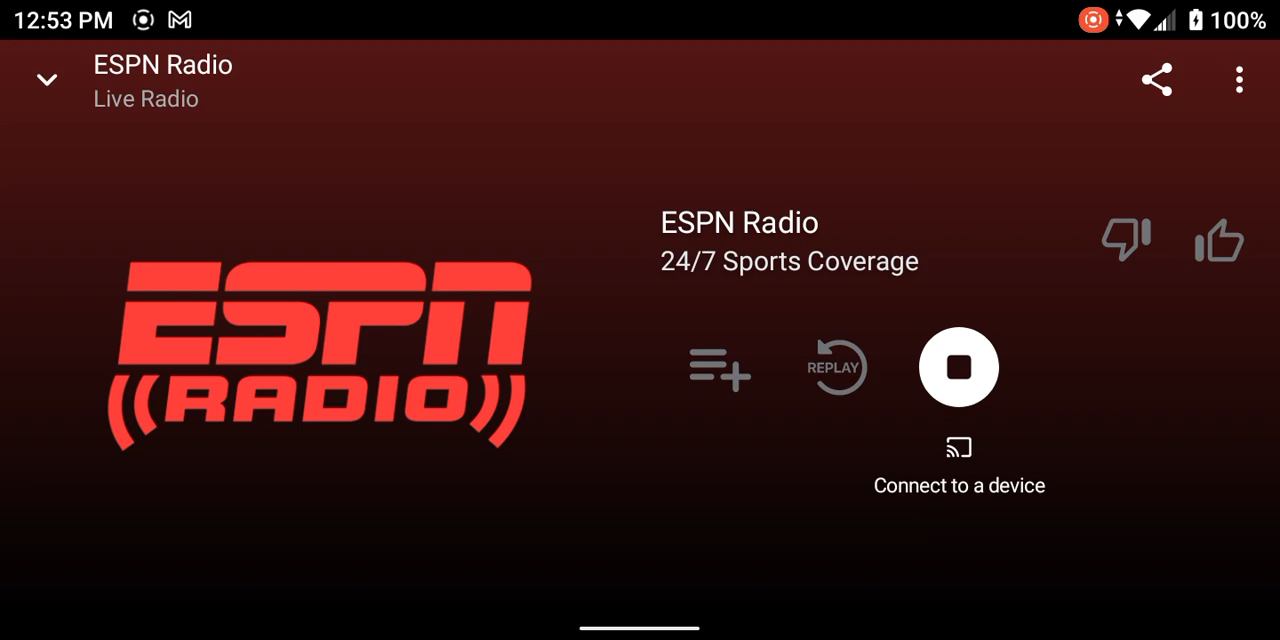 12:53 PM
100%
ESPN Radio
Live Radio
ESPN
RADIO
ESPN Radio
24/7 Sports Coverage
REPLAY
Connect to a device